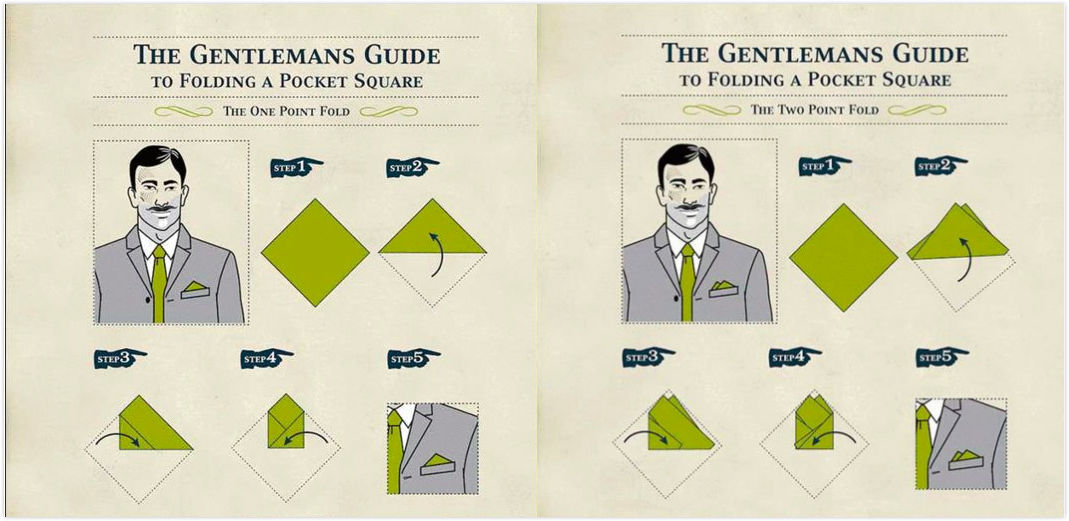 THE GENTLEMANS GUIDE
TO FOLDING A POCKET SQUARE
THE ONE POINT FOLD
STEP 1
STEP 2
STEP 3
STEP 4
STEP 5
THE GENTLEMANS GUIDE
TO FOLDING A POCKET SQUARE
THE TWO POINT FOLD
STEP 1
STEP 2
STEP 3
STEP 4
STEP 5